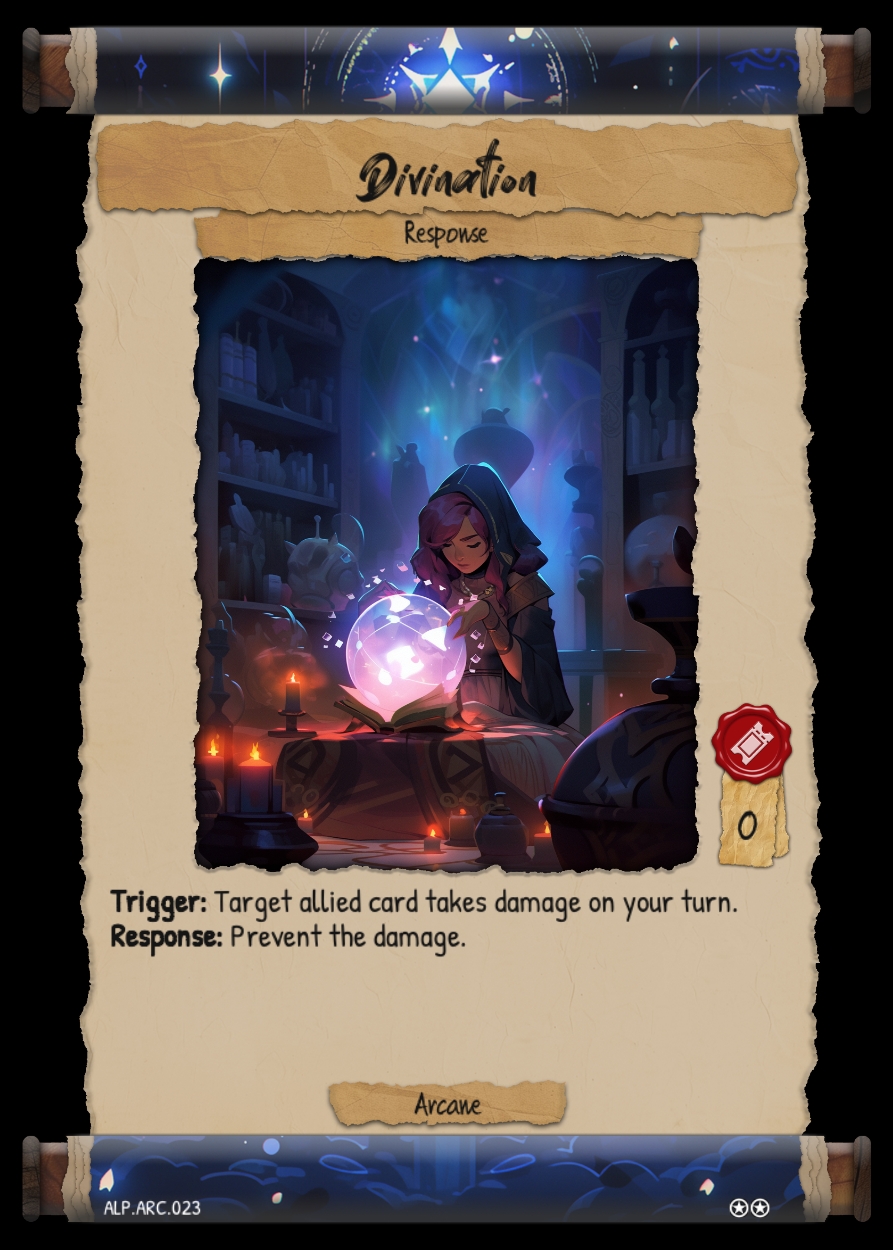 Divination
Response
0
Trigger: Target allied card takes damage on your turn.
Response: Prevent the damage.
Arcane
ALP.ARC.023